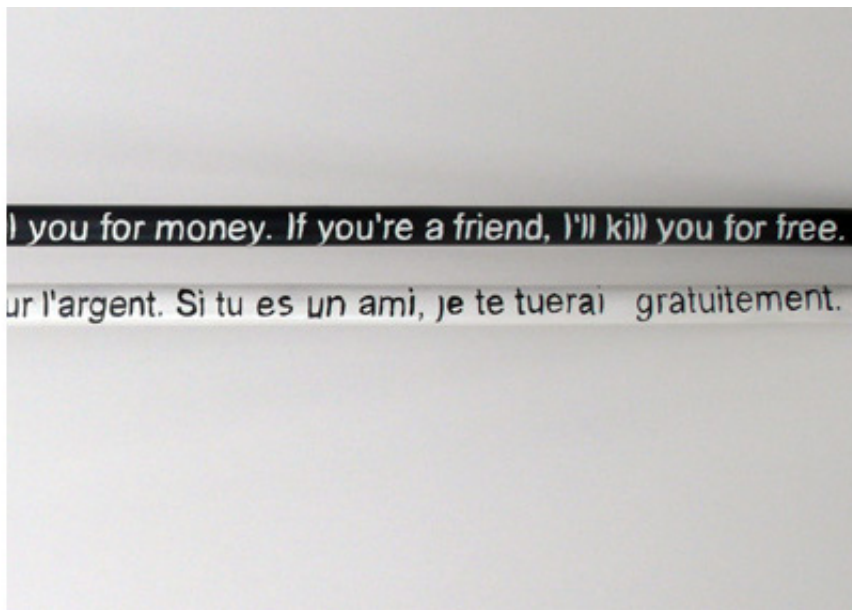 you for money. If you're a friend, I'll kill you for free.
l'argent. Si tu es un ami, je te tuerai gratuitement.